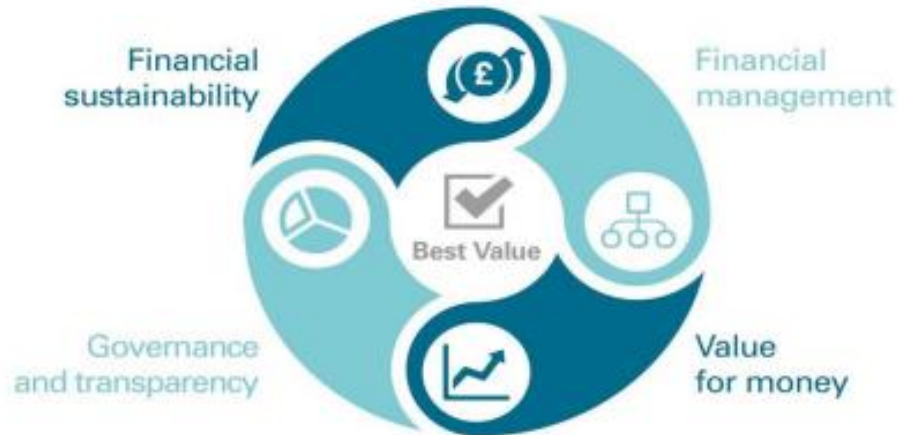 Financial
sustainability
£
Financial
management
Best Value
Governance
and transparency
Value
for money